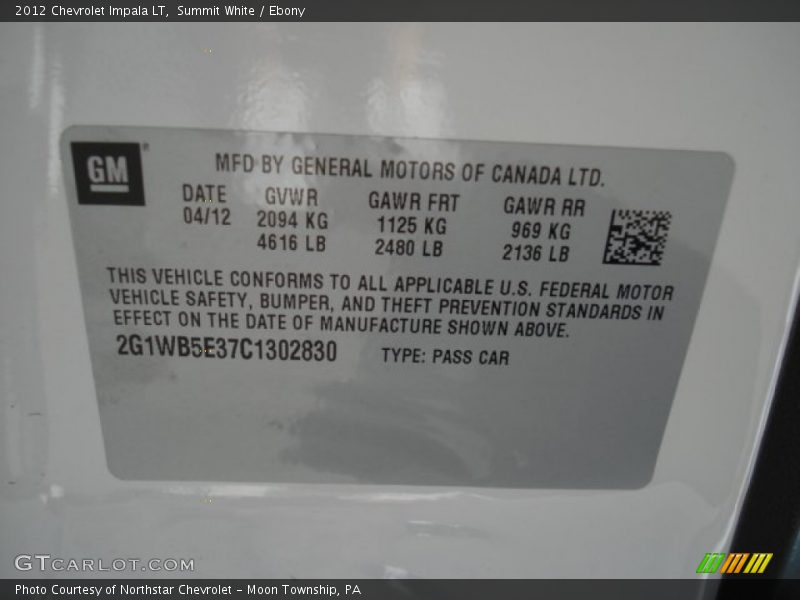 2012 Chevrolet Impala LT,  Summit White / Ebony
GM
MFD BY GENERAL MOTORS OF CANADA LTD.
DATE GVWR GAWR FRT GAWR RR
04/12 2094 KG 1125 KG 969 KG
4616 LB 2480 LB 2136 LB
THIS VEHICLE CONFORMS TO ALL APPLICABLE U.S. FEDERAL MOTOR
VEHICLE SAFETY, BUMPER, AND THEFT PREVENTION STANDARDS IN
EFFECT ON THE DATE OF MANUFACTURE SHOWN ABOVE.
2G1WB5E37C1302830 TYPE: PASS CAR
GTCARLOT.COM
Photo Courtesy of Northstar Chevrolet – Moon Township, PA